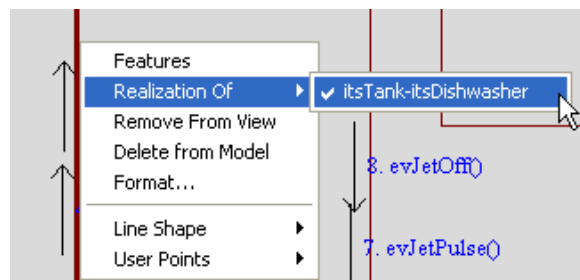 Features
Realization Of
itsTank-itsDishwasher
Remove From View
Delete from Model
Format...
Line Shape
User Points
8. evJetOff()
7. evJetPulse()